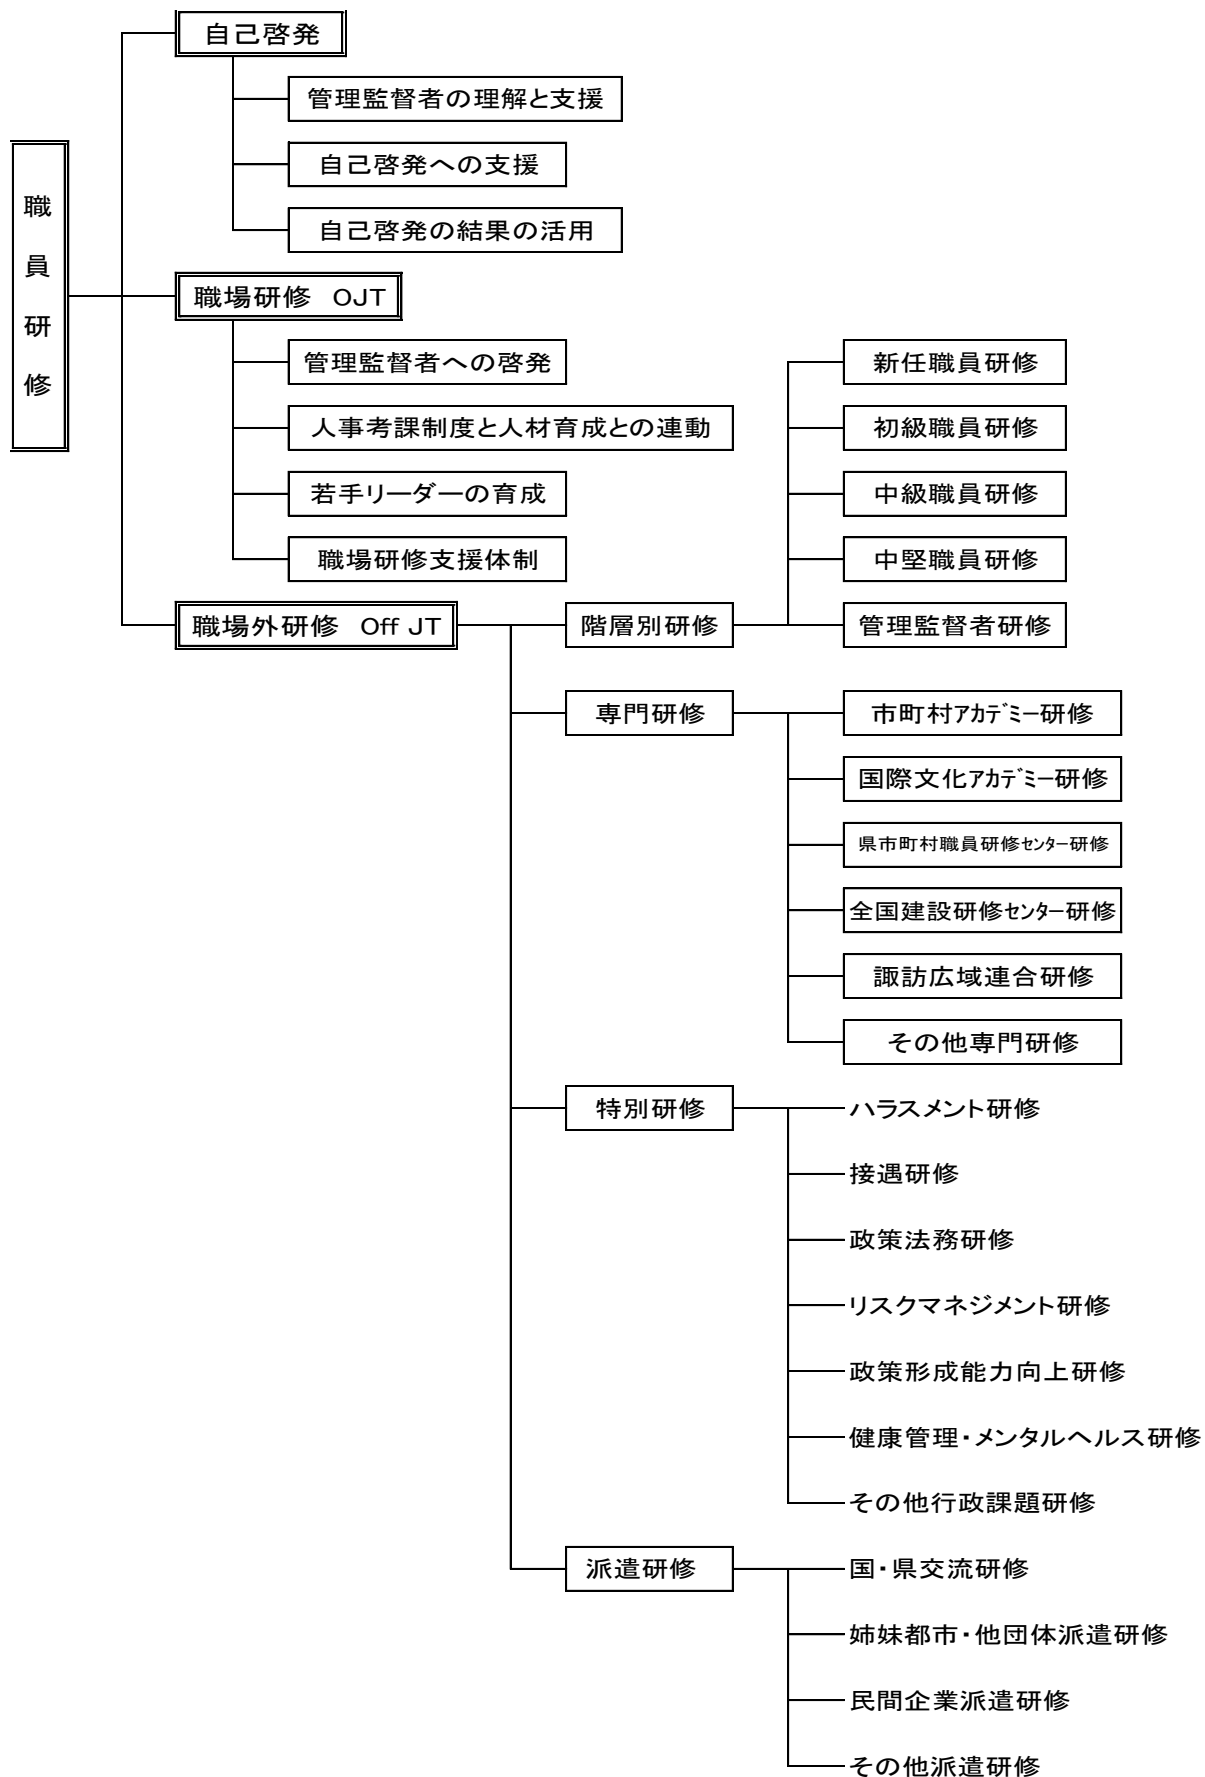 職員研修
自己啓発
管理監督者の理解と支援
自己啓発への支援
自己啓発の結果の活用
職場研修　OJT
管理監督者への啓発
人事考課制度と人材育成との連動
若手リーダーの育成
職場研修支援体制
職場外研修　Off JT
階層別研修
新任職員研修
初級職員研修
中級職員研修
中堅職員研修
管理監督者研修
専門研修
市町村ｱｶﾃﾞﾐｰ研修
国際文化ｱｶﾃﾞﾐｰ研修
県市町村職員研修ｾﾝﾀｰ研修
全国建設研修ｾﾝﾀｰ研修
諏訪広域連合研修
その他専門研修
特別研修
ハラスメント研修
接遇研修
政策法務研修
リスクマネジメント研修
政策形成能力向上研修
健康管理・メンタルヘルス研修
その他行政課題研修
派遣研修
国・県交流研修
姉妹都市・他団体派遣研修
民間企業派遣研修
その他派遣研修